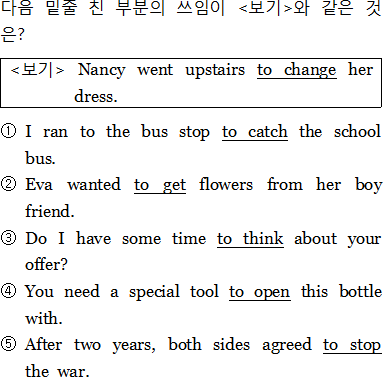 다음 밑줄 친 부분의 쓰임이 <보기>와 같은 것
은?
<보기> Nancy went upstairs to change her
dress.
① I ran to the bus stop to catch the school
bus.
② Eva wanted to get flowers from her boy
friend.
③ Do I have some time to think about your
offer?
④ You need a special tool to open this bottle
with.
⑤ After two years, both sides agreed to stop
the war.